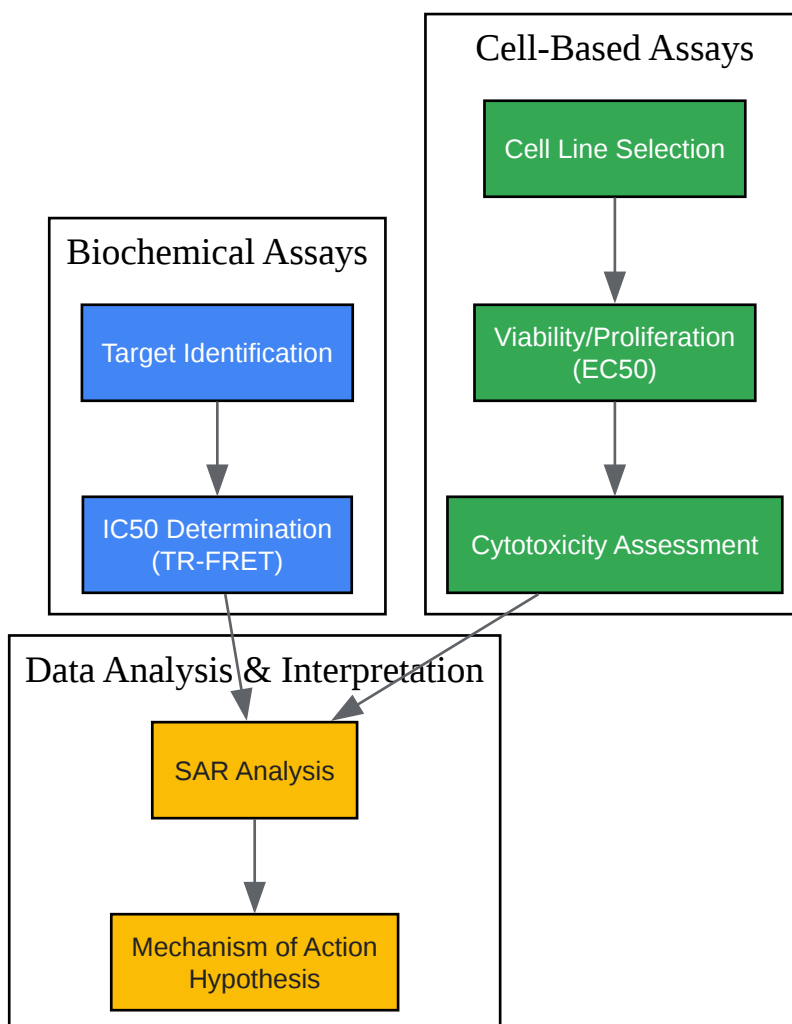 Cell-Based Assays
Cell Line Selection
Viability/Proliferation
(EC50)
Cytotoxicity Assessment
Biochemical Assays
Target Identification
IC50 Determination
(TR-FRET)
Data Analysis & Interpretation
SAR Analysis
Mechanism of Action
Hypothesis